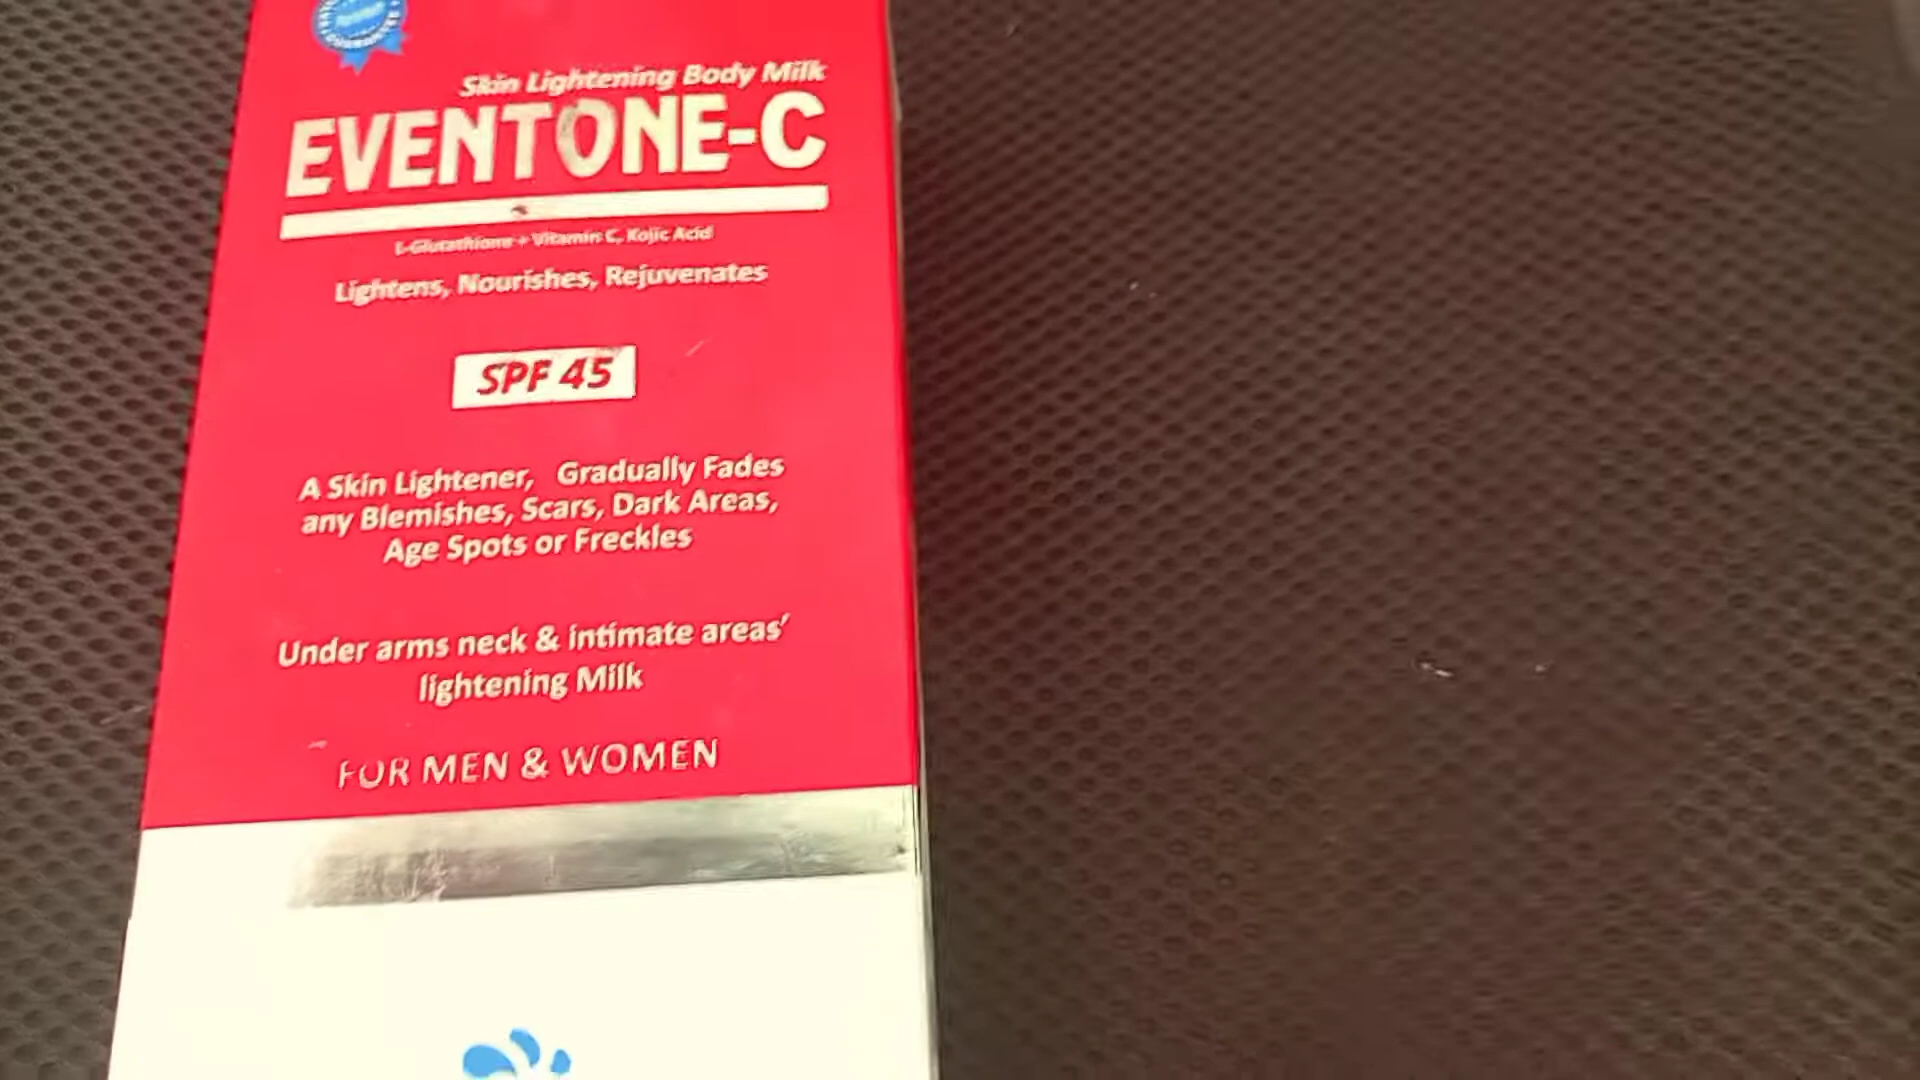 Skin Lightening Body Milk
EVENTONE-C
L-Glutathione + Vitamin C, Kojic Acid
Lightens, Nourishes, Rejuvenates
SPF 45
A Skin Lightener, Gradually Fades
any Blemishes, Scars, Dark Areas,
Age Spots or Freckles
Under arms neck & intimate areas'
lightening Milk
FOR MEN & WOMEN